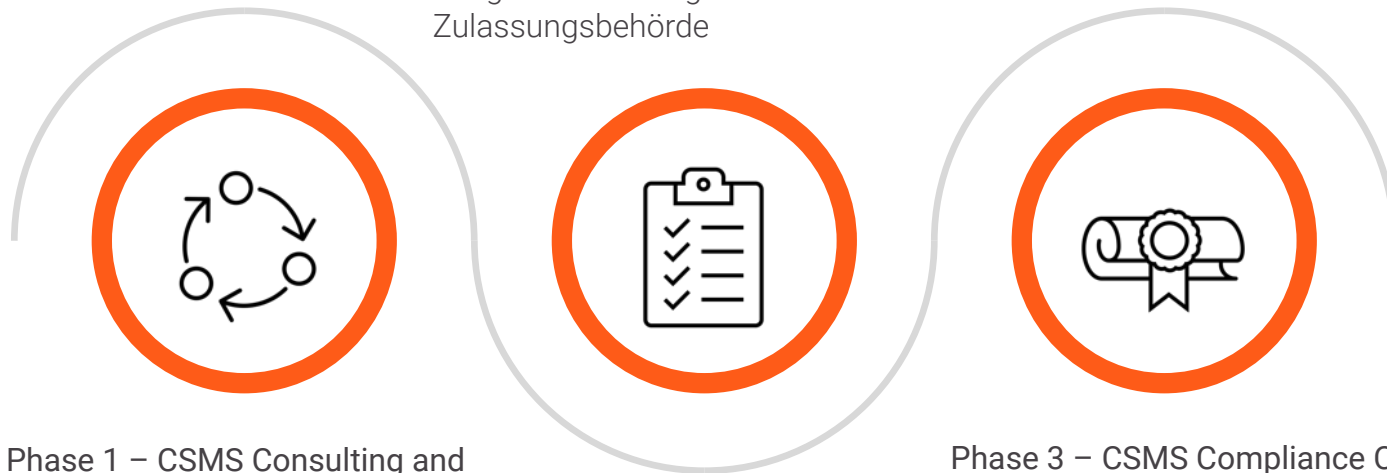 Zulassungsbehörde
Phase 1 – CSMS Consulting and
Phase 3 – CSMS Compliance